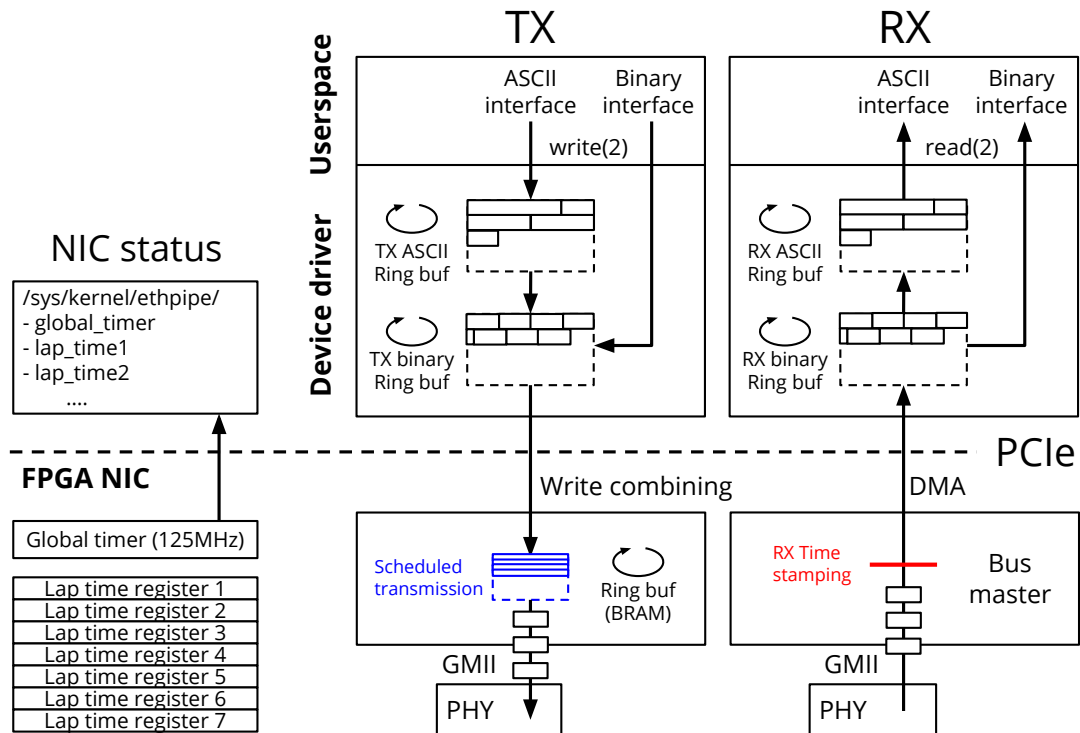 TX
RX
Userspace
ASCII
interface
Binary
interface
write(2)
ASCII
interface
Binary
interface
read(2)
Device driver
TX ASCII
Ring buf
TX binary
Ring buf
RX ASCII
Ring buf
RX binary
Ring buf
NIC status
/sys/kernel/ethpipe/
- global_timer
- lap_time1
- lap_time2
....
PCIe
FPGA NIC
Write combining
DMA
Global timer (125MHz)
Lap time register 1
Lap time register 2
Lap time register 3
Lap time register 4
Lap time register 5
Lap time register 6
Lap time register 7
Scheduled
transmission
Ring buf
(BRAM)
GMII
PHY
RX Time
stamping
Bus
master
GMII
PHY